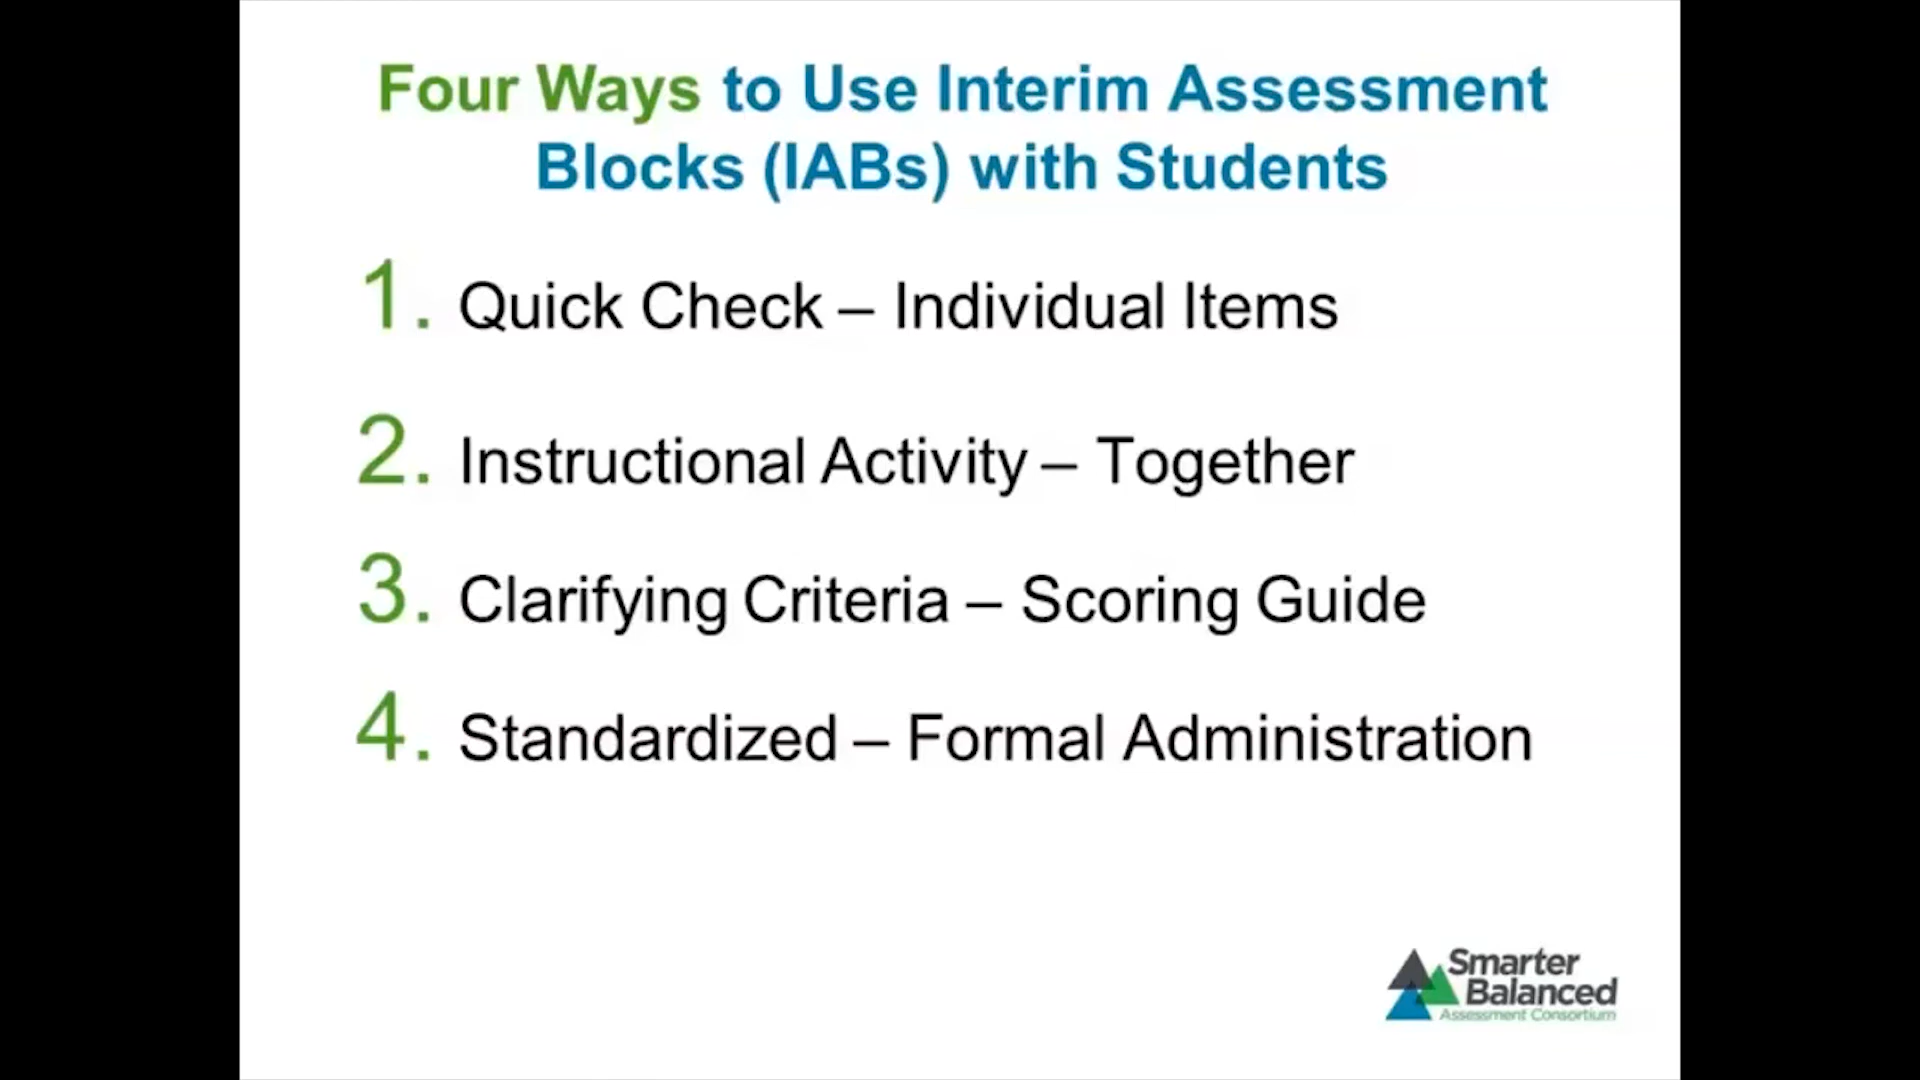 Four Ways to Use Interim Assessment
Blocks (IABs) with Students
1. Quick Check – Individual Items
2. Instructional Activity – Together
3. Clarifying Criteria – Scoring Guide
4. Standardized – Formal Administration
Smarter
Balanced
Assessment Consortium